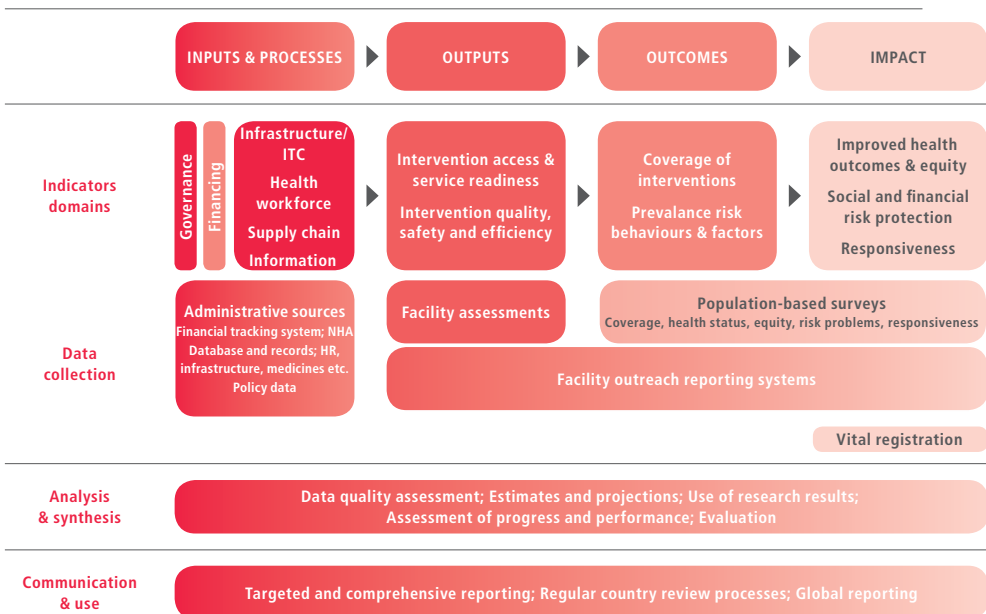 INPUTS & PROCESSES
OUTPUTS
OUTCOMES
IMPACT
Indicators
domains
Governance
Financing
Infrastructure/
ITC
Health
workforce
Supply chain
Information
Intervention access &
service readiness
Intervention quality,
safety and efficiency
Coverage of
interventions
Prevalance risk
behaviours & factors
Improved health
outcomes & equity
Social and financial
risk protection
Responsiveness
Data
collection
Administrative sources
Financial tracking system; NHA
Database and records; HR,
infrastructure, medicines etc.
Policy data
Facility assessments
Population-based surveys
Coverage, health status, equity, risk problems, responsiveness
Facility outreach reporting systems
Vital registration
Analysis
& synthesis
Data quality assessment; Estimates and projections; Use of research results;
Assessment of progress and performance; Evaluation
Communication
& use
Targeted and comprehensive reporting; Regular country review processes; Global reporting